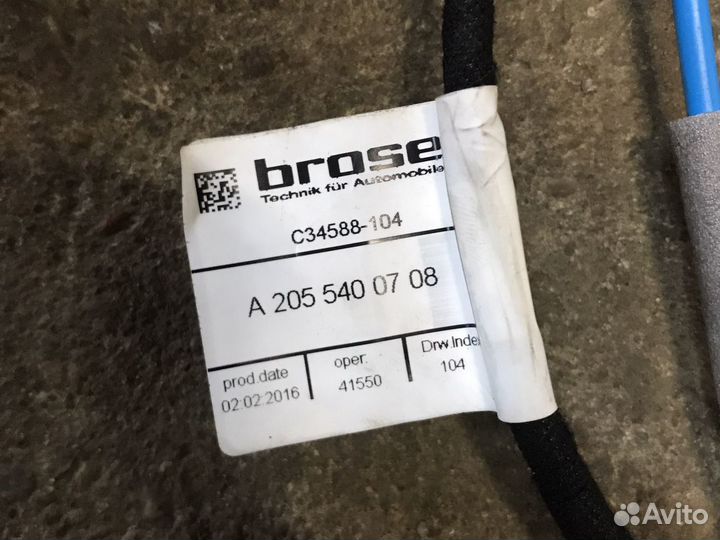 brose
Technik für Automobile
C34588-104
A 205 540 07 08
prod.date
02.02.2016
oper.
41550
Drw.Index
104
Avito